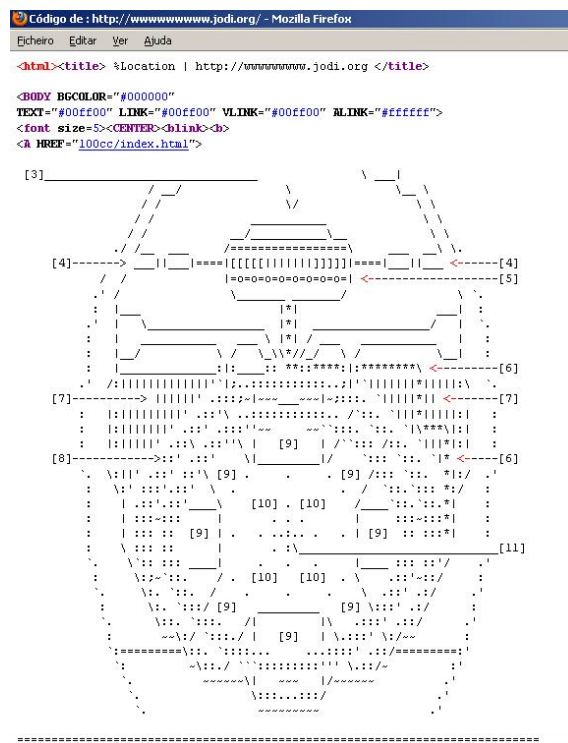 Código de : http://wwwwwwwww.jodi.org/ - Mozilla Firefox
Ficheiro Editar Ver Ajuda
<html><title> %Location | http://wwwwwwwww.jodi.org </title>
<BODY BGCOLOR="#000000"
TEXT="#00ff00" LINK="#00ff00" VLINK="#00ff00" ALINK="#ffffff">
<font size=5><CENTER><blink><b>
<A HREF="100cc/index.html">
[3]
[4] [4]
[5]
[6]
[7] [7]
[9]
[8] [6]
[9] [9]
[10] [10]
[9] [9]
[11]
[10] [10]
[9] [9]
[9]